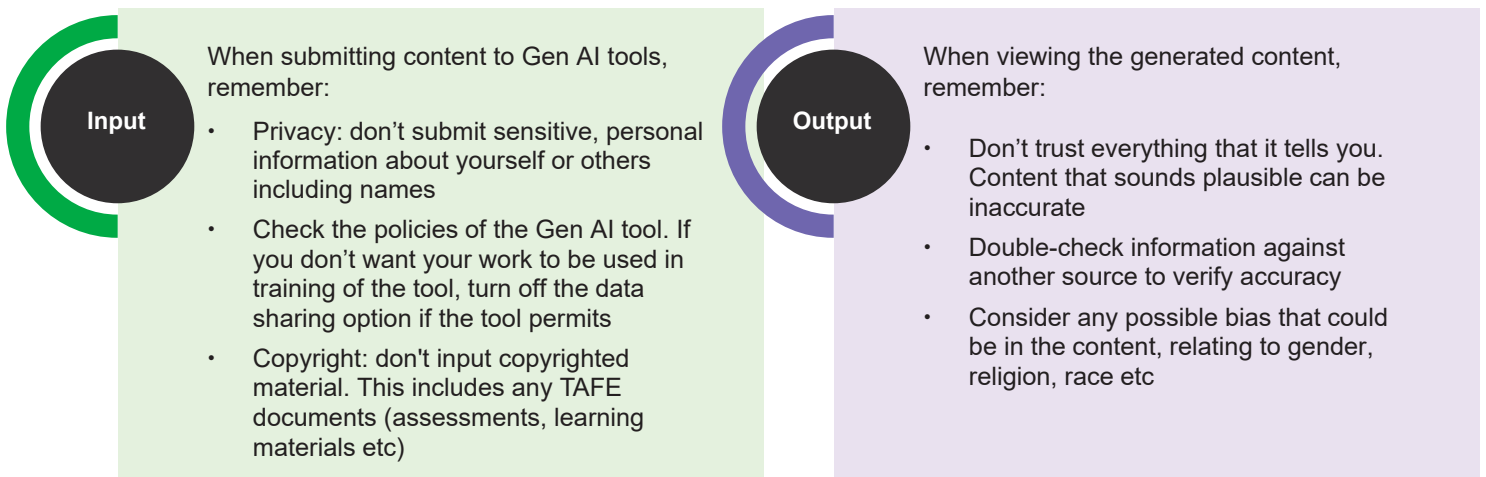 Input
When submitting content to Gen AI tools,
remember:
• Privacy: don’t submit sensitive, personal
information about yourself or others
including names
• Check the policies of the Gen AI tool. If
you don’t want your work to be used in
training of the tool, turn off the data
sharing option if the tool permits
• Copyright: don't input copyrighted
material. This includes any TAFE
documents (assessments, learning
materials etc)
Output
When viewing the generated content,
remember:
• Don’t trust everything that it tells you.
Content that sounds plausible can be
inaccurate
• Double-check information against
another source to verify accuracy
• Consider any possible bias that could
be in the content, relating to gender,
religion, race etc